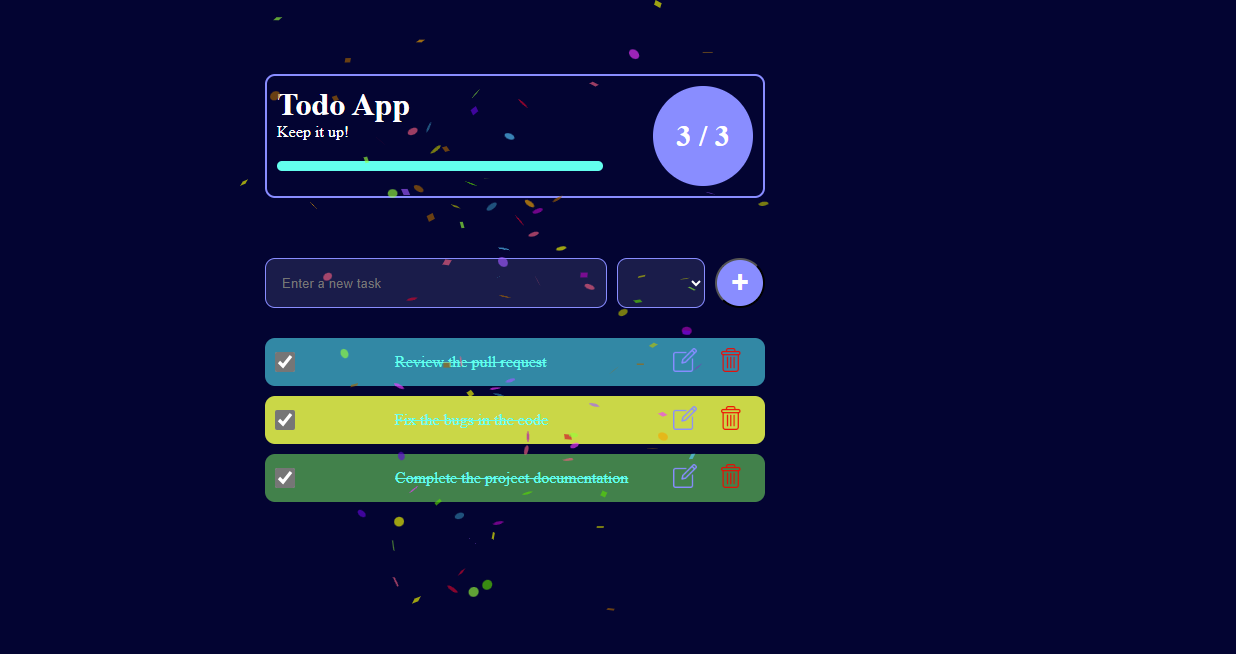 Todo App
Keep it up!
3 / 3
Enter a new task
+
Review the pull request
Fix the bugs in the code
Complete the project documentation